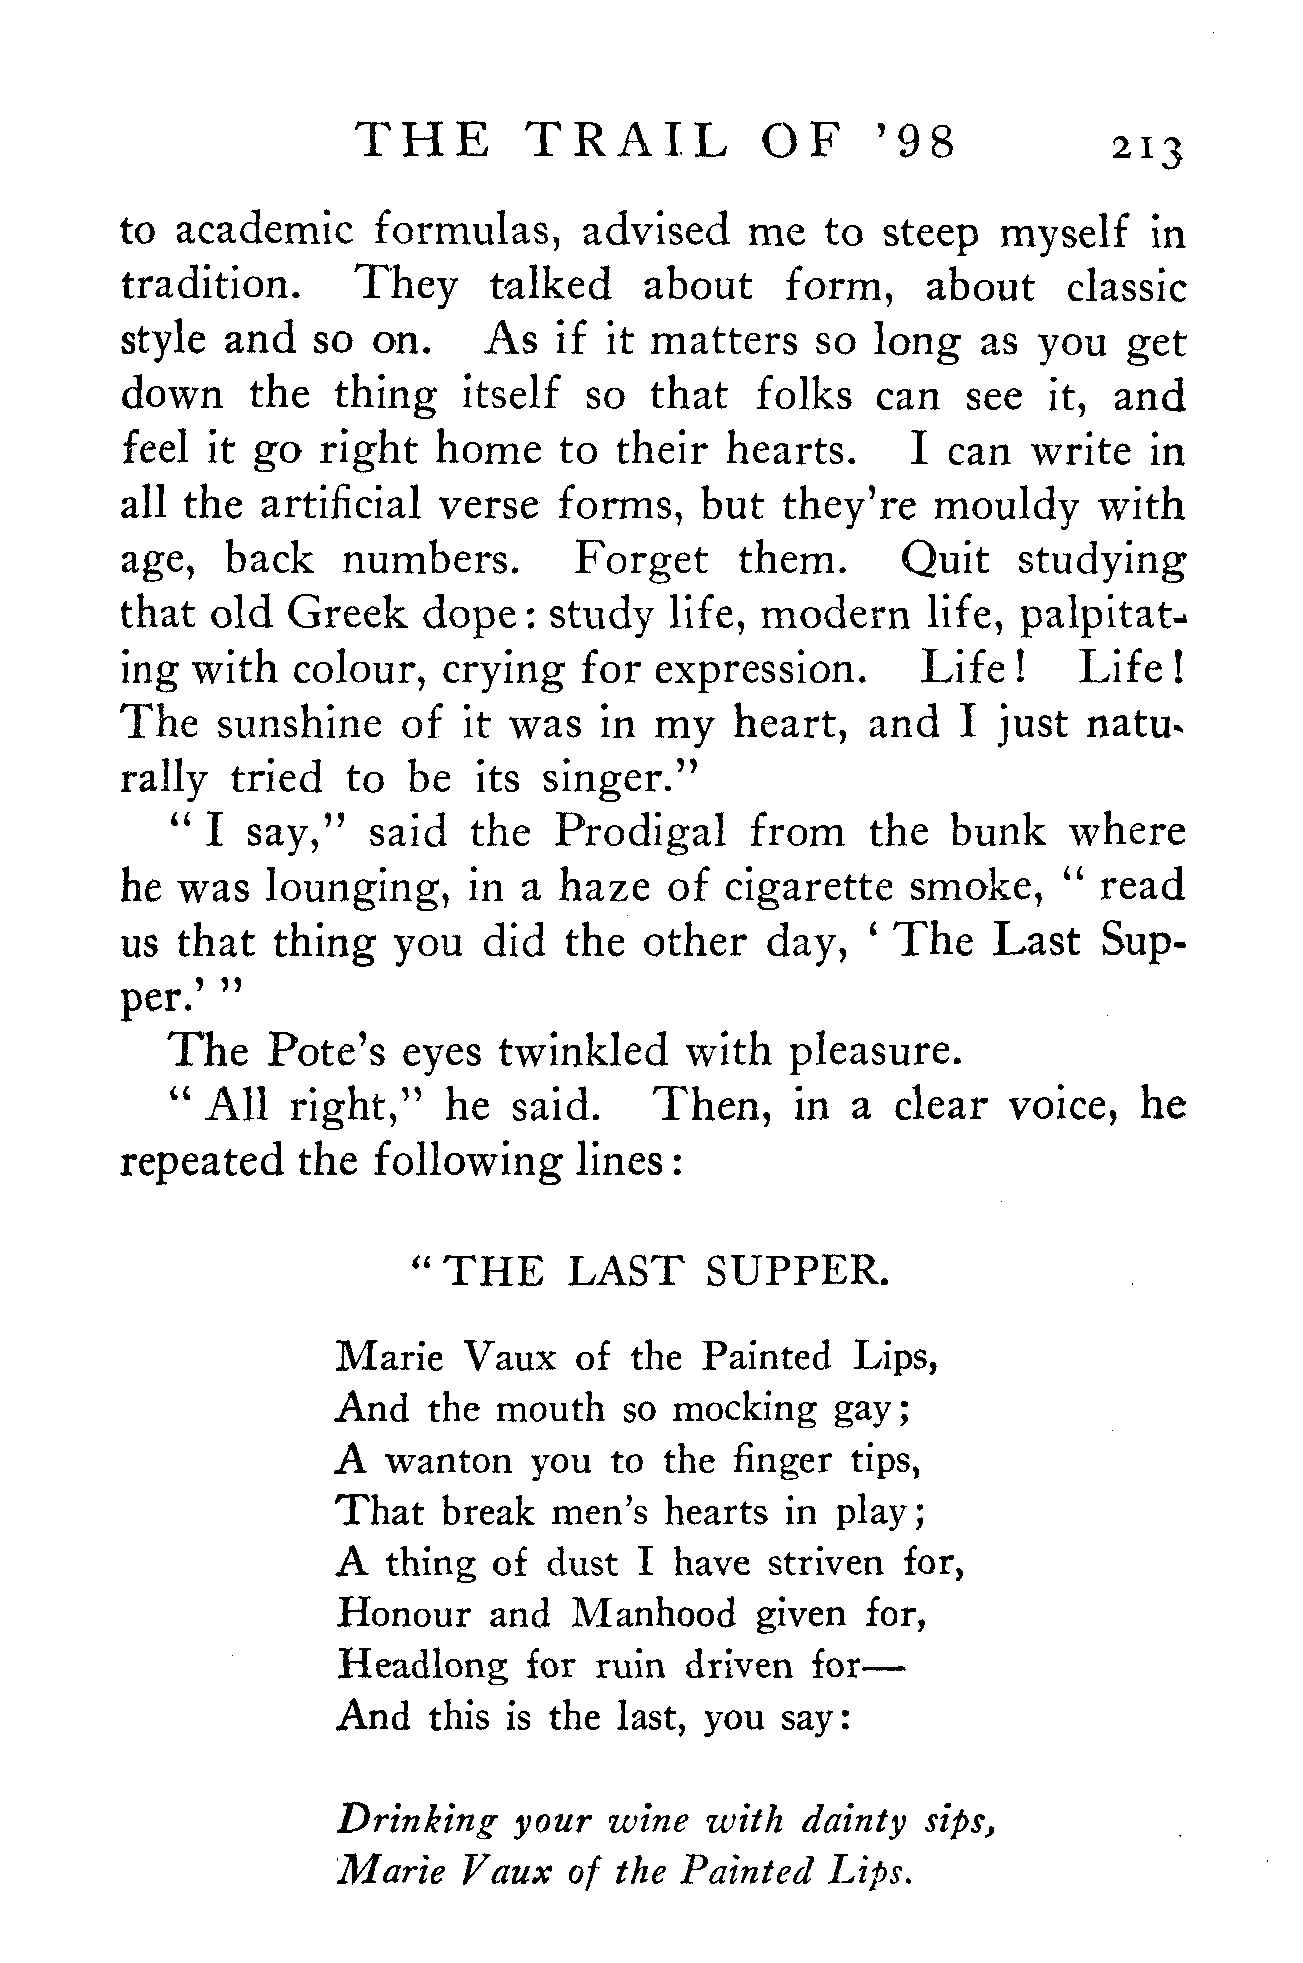 THE TRAIL OF '98 213
to academic formulas, advised me to steep myself in
tradition. They talked about form, about classic
style and so on. As if it matters so long as you get
down the thing itself so that folks can see it, and
feel it go right home to their hearts. I can write in
all the artificial verse forms, but they're mouldy with
age, back numbers. Forget them. Quit studying
that old Greek dope: study life, modern life, palpitat-
ing with colour, crying for expression. Life! Life!
The sunshine of it was in my heart, and I just natu-
rally tried to be its singer."
"I say," said the Prodigal from the bunk where
he was lounging, in a haze of cigarette smoke, "read
us that thing you did the other day, 'The Last Sup-
per.'"
The Pote's eyes twinkled with pleasure.
"All right," he said. Then, in a clear voice, he
repeated the following lines:
"THE LAST SUPPER.
Marie Vaux of the Painted Lips,
And the mouth so mocking gay;
A wanton you to the finger tips,
That break men's hearts in play;
A thing of dust I have striven for,
Honour and Manhood given for,
Headlong for ruin driven for—
And this is the last, you say:
Drinking your wine with dainty sips,
Marie Vaux of the Painted Lips.